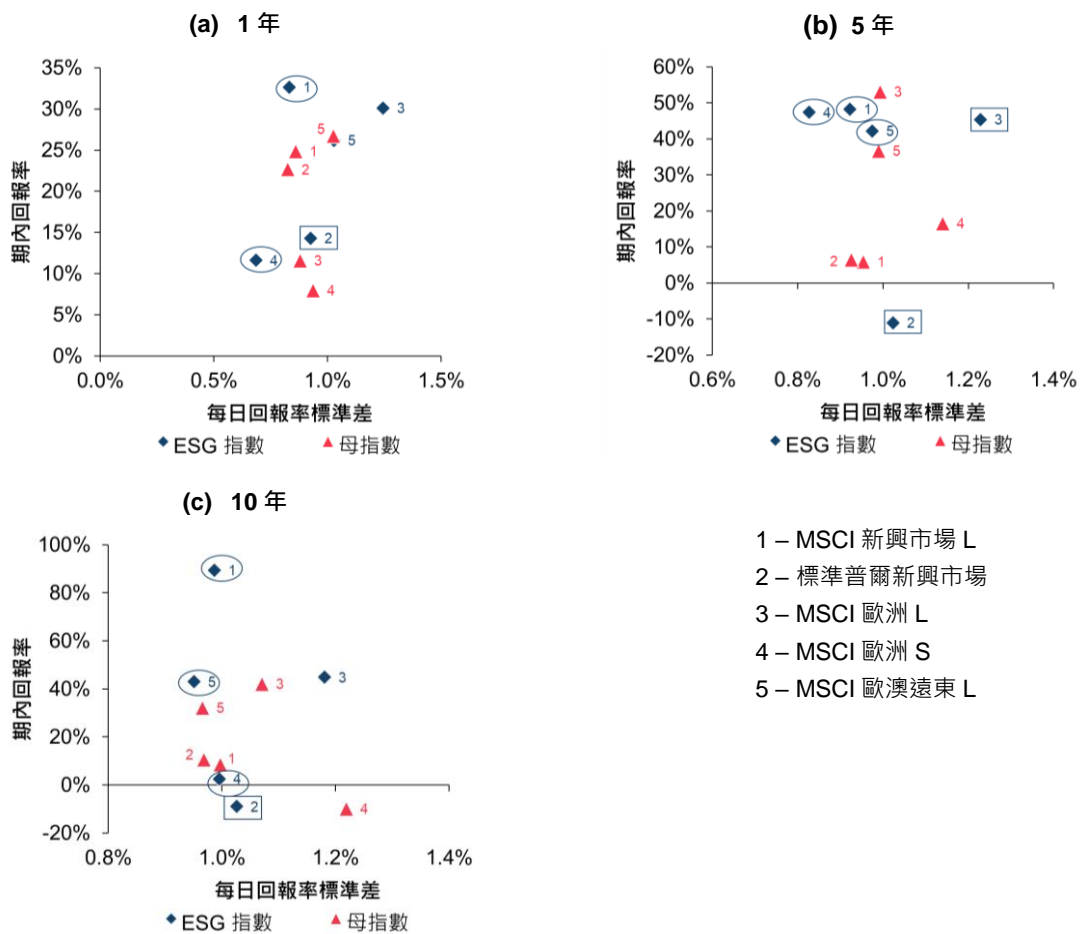 (a) 1 年
35%
30%
25%
20%
15%
10%
5%
0%
期內回報率
1
3
5
5
1
2
2
3
4
4
0.0% 0.5% 1.0% 1.5%
每日回報率標準差
ESG 指數 母指數
(b) 5 年
60%
50%
40%
30%
20%
10%
0%
-10%
-20%
期內回報率
3
4
1
3
5
5
4
2
1
2
0.6% 0.8% 1.0% 1.2% 1.4%
每日回報率標準差
ESG 指數 母指數
(c) 10 年
100%
80%
60%
40%
20%
0%
-20%
期內回報率
1
5
3
3
5
2
1
4
2
4
0.8% 1.0% 1.2% 1.4%
每日回報率標準差
ESG 指數 母指數
1 – MSCI 新興市場 L
2 – 標準普爾新興市場
3 – MSCI 歐洲 L
4 – MSCI 歐洲 S
5 – MSCI 歐澳遠東 L